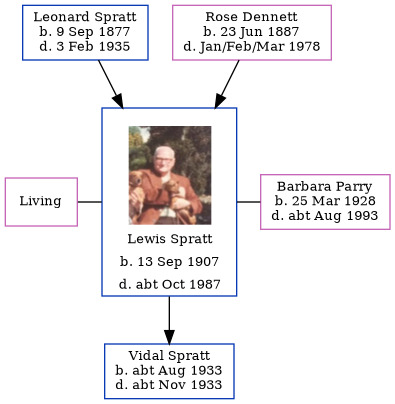 Leonard Spratt
b. 9 Sep 1877
d. 3 Feb 1935
Rose Dennett
b. 23 Jun 1887
d. Jan/Feb/Mar 1978
Living
Lewis Spratt
b. 13 Sep 1907
d. abt Oct 1987
Barbara Parry
b. 25 Mar 1928
d. abt Aug 1993
Vidal Spratt
b. abt Aug 1933
d. abt Nov 1933